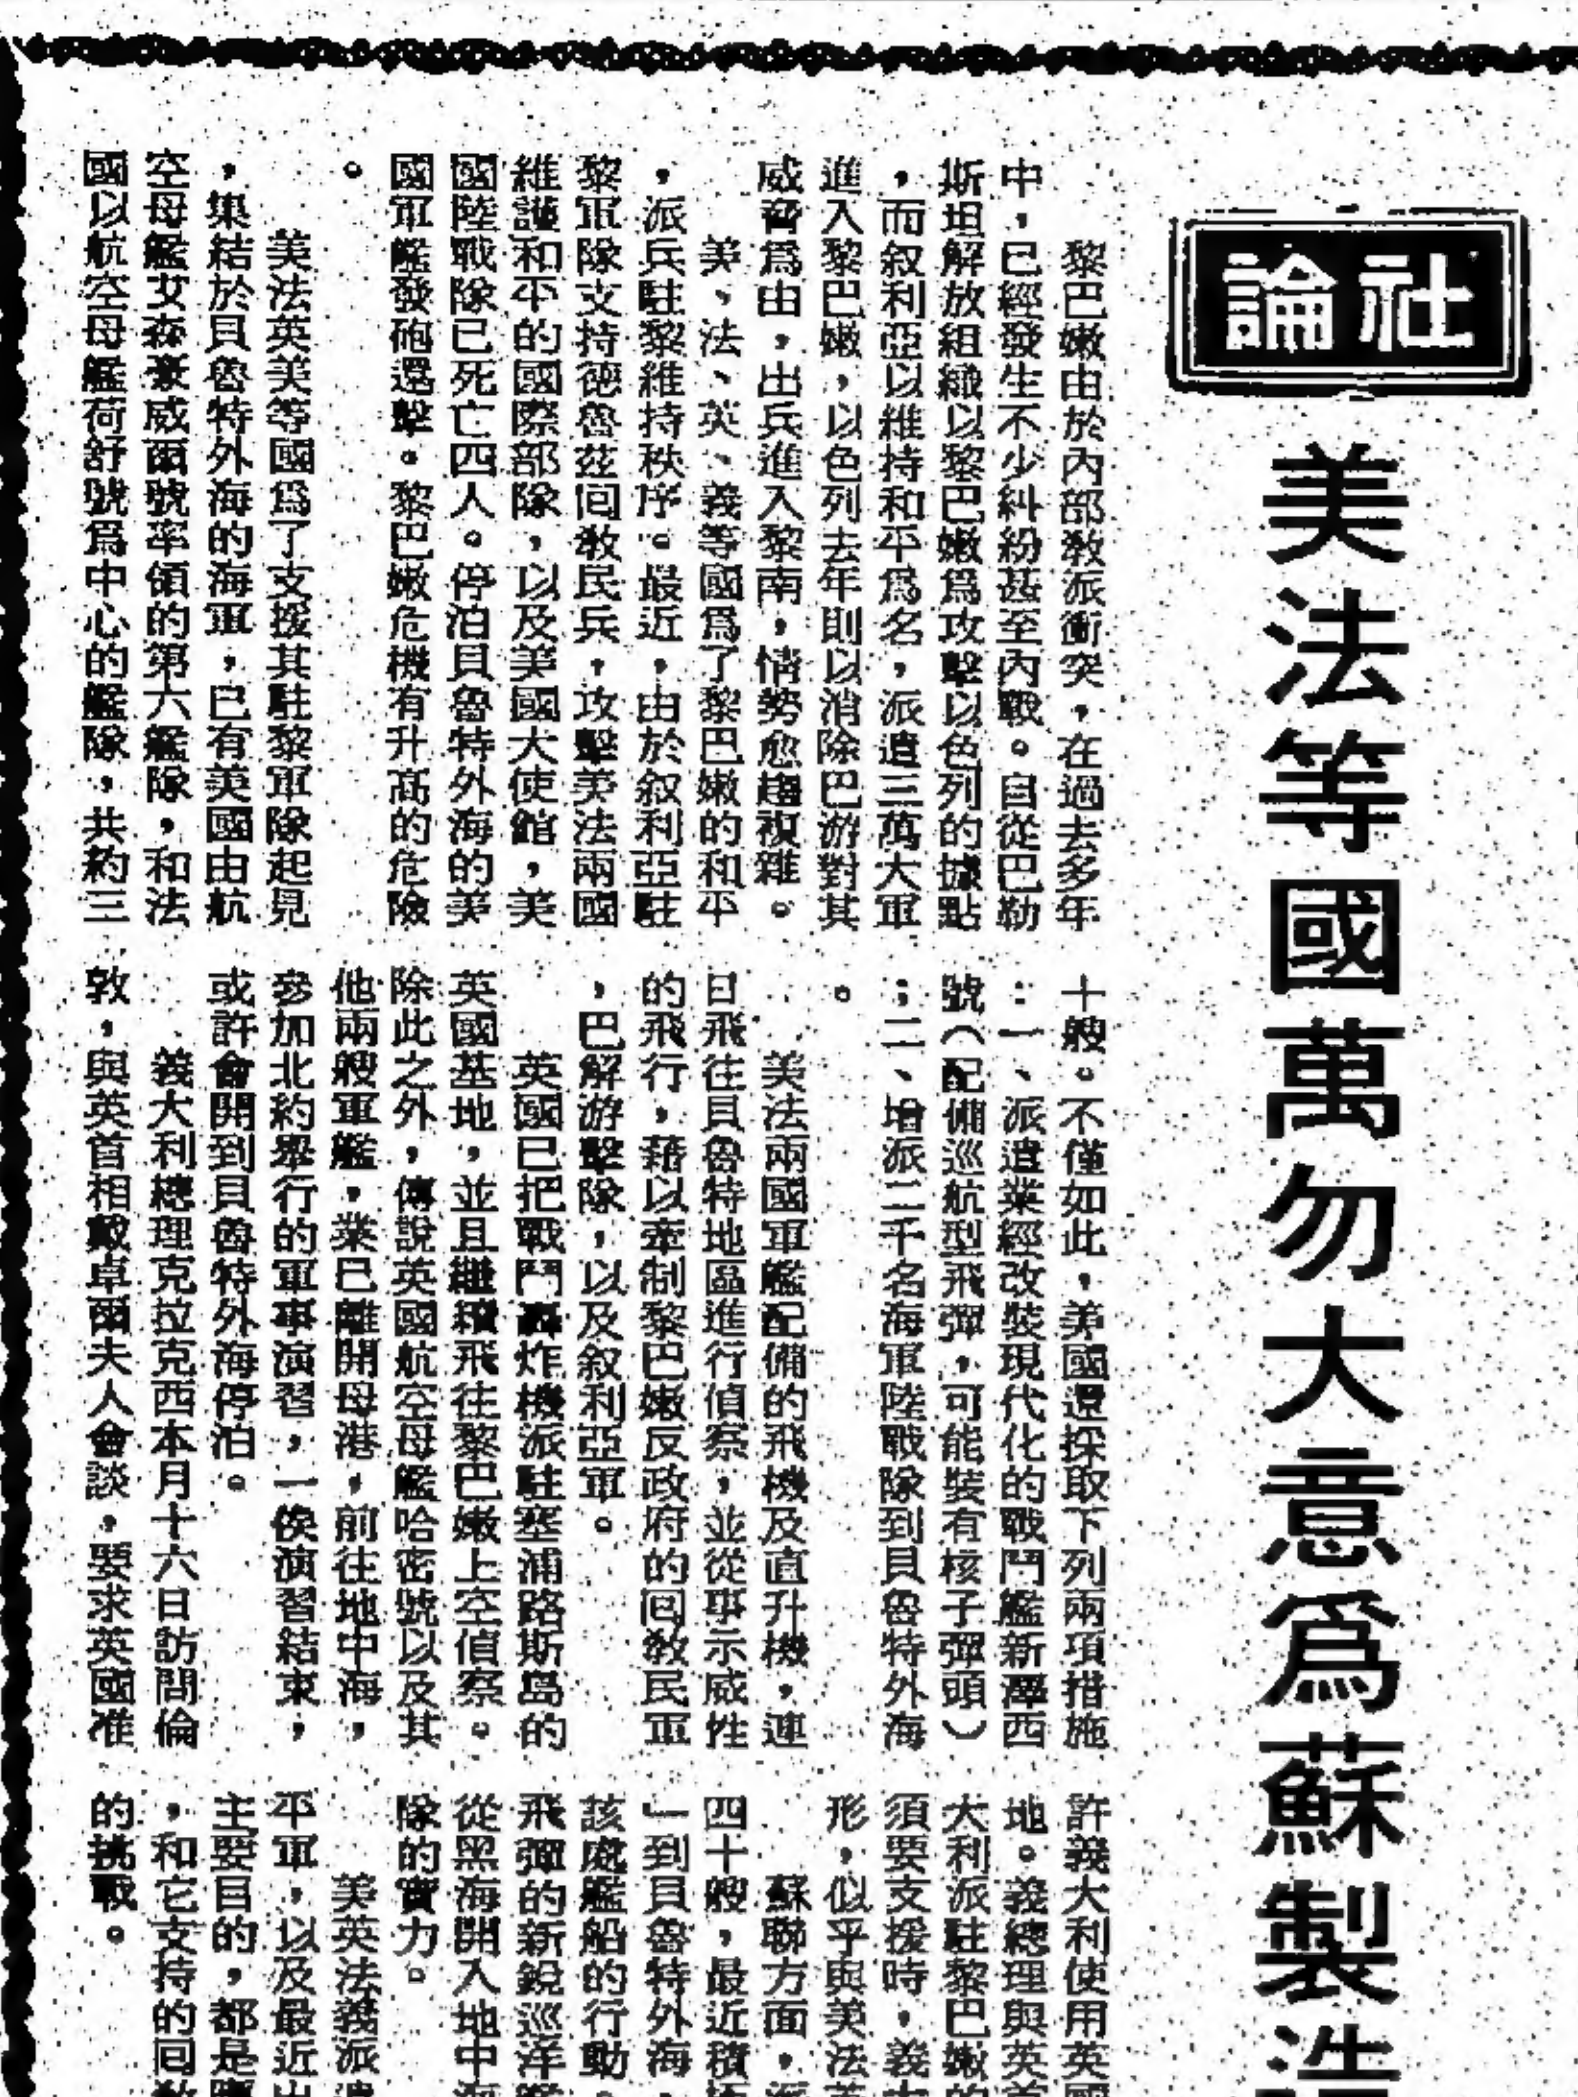 社論
美法等國萬勿大意爲蘇製造
黎巴嫩由於內部教派衝突，在過去多年
中，已經發生不少糾紛甚至內戰。自從巴勒
斯坦解放組織以黎巴嫩爲攻擊以色列的據點
，而叙利亞以維持和平爲名，派遣三萬大軍
進入黎巴嫩，以色列去年則以消除巴游對其
威脅爲由，出兵進入黎南，情勢愈趨複雜。
美、法、英、義等國爲了黎巴嫩的和平
，派兵駐黎維持秩序。最近，由於叙利亞駐
黎軍隊支持德魯茲囘敎民兵，攻擊美法兩國
維護和平的國際部隊，以及美國大使館，美
國陸戰隊已死亡四人。停泊貝魯特外海的美
國軍艦發砲還擊。黎巴嫩危機有升高的危險
。
美法英美等國爲了支援其駐黎軍隊起見
，集結於貝魯特外海的海軍，已有美國由航
空母艦艾森豪威爾號率領的第六艦隊，和法
國以航空母艦荷舒號爲中心的艦隊，共約三
十艘。不僅如此，美國還採取下列兩項措施
：一、派遣業經改裝現代化的戰鬥艦新澤西
號（配備巡航型飛彈，可能裝有核子彈頭）
；二、增派二千名海軍陸戰隊到貝魯特外海
。
美法兩國軍艦配備的飛機及直升機，連
日飛往貝魯特地區進行偵察，並從事示威性
的飛行，藉以牽制黎巴嫩反政府的囘敎民軍
，巴解游擊隊，以及叙利亞軍。
英國已把戰鬥轟炸機派駐塞浦路斯島的
英國基地，並且繼續飛往黎巴嫩上空偵察。
除此之外，傳說英國航空母艦哈密號以及其
他兩艘軍艦，業已離開母港，前往地中海，
參加北約舉行的軍事演習，一俟演習結束，
或許會開到貝魯特外海停泊。
義大利總理克拉克西本月十六日訪問倫
敦，與英首相戴卓爾夫人會談，要求英國准
許義大利使用英國
地。義總理與英首
大利派駐黎巴嫩的
須要支援時，義大
形，似乎與美法英
蘇聯方面，派
四十艘，最近積極
」到貝魯特外海，
該處艦船的行動。
飛彈的新銳巡洋艦
從黑海開入地中海
隊的實力。
美英法義派遣
平軍，以及最近出
主要目的，都是應
，和它支持的囘敎
的挑戰。